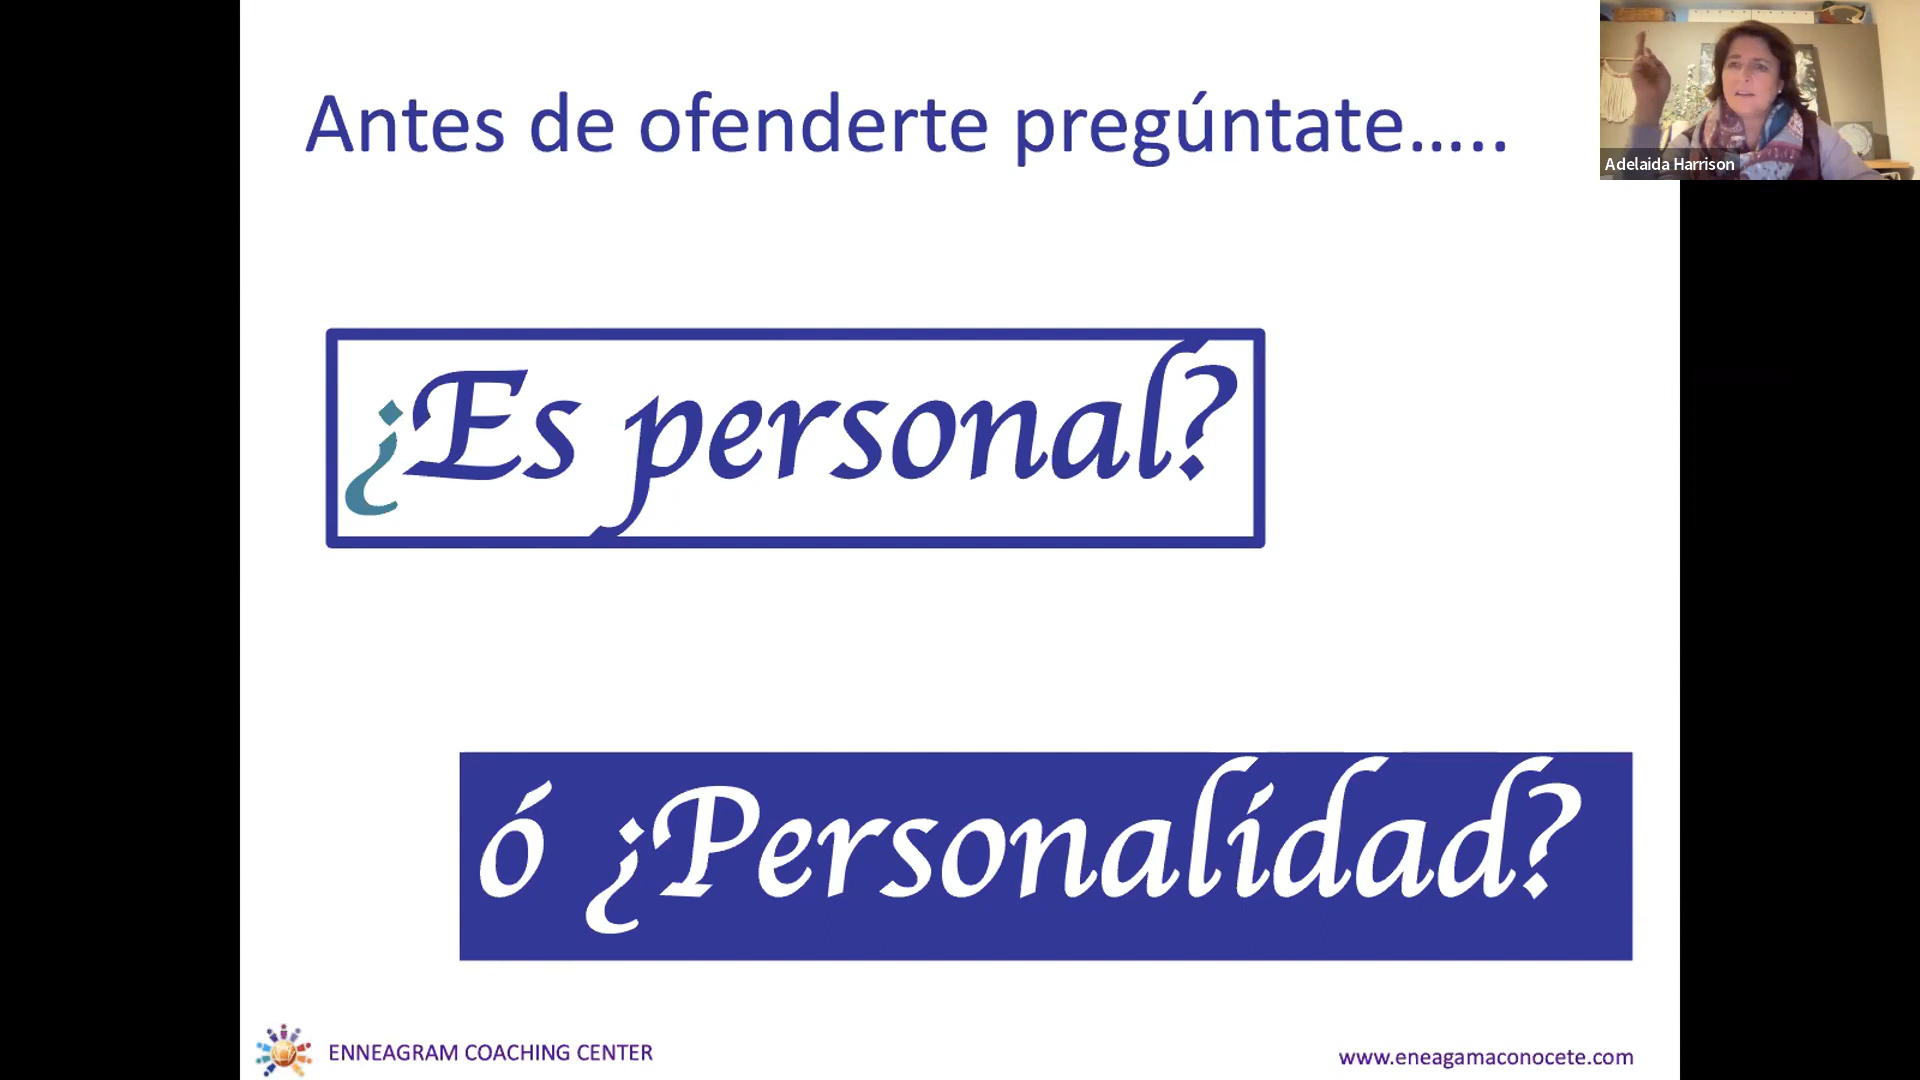 Antes de ofenderte pregúntate…..
Adelaida Harrison
¿Es personal?
ó ¿Personalidad?
ENNEAGRAM COACHING CENTER
www.eneagamaconocete.com